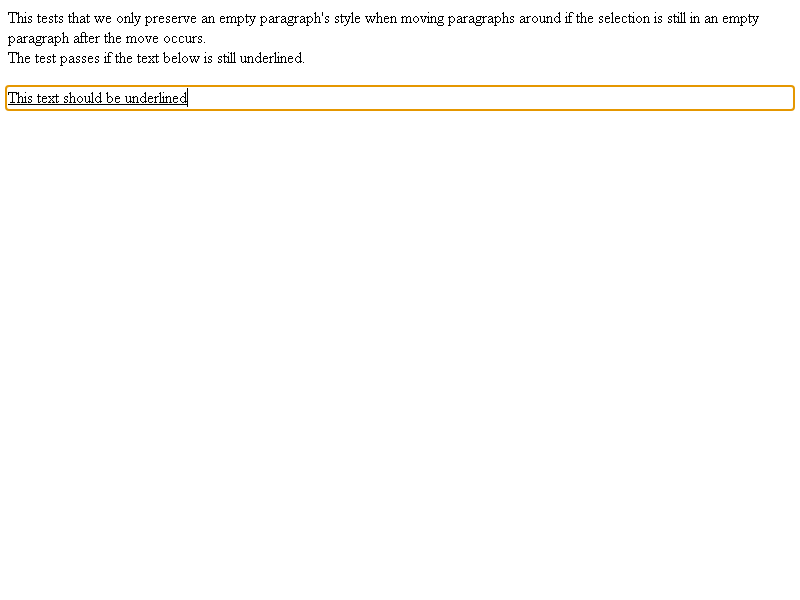 This tests that we only preserve an empty paragraph's style when moving paragraphs around if the selection is still in an empty
paragraph after the move occurs.
The test passes if the text below is still underlined.
This text should be underlined